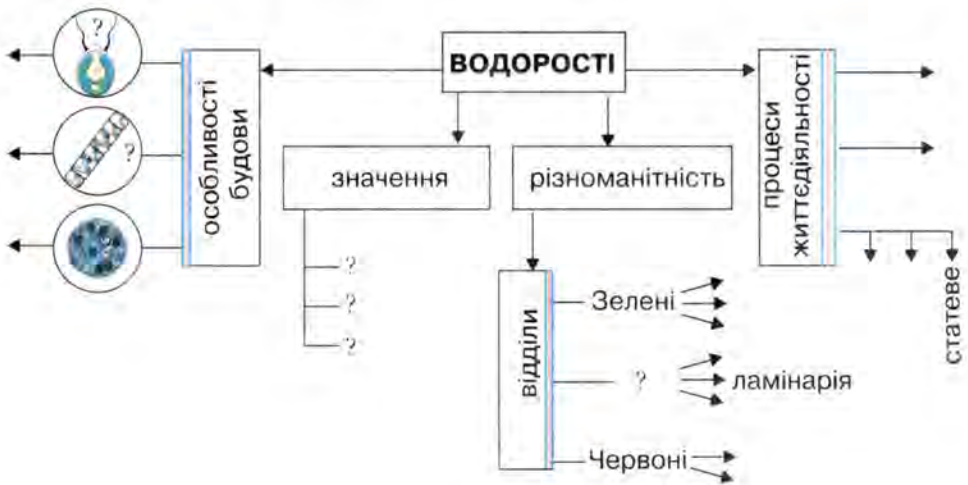 ?
ВОДОРОСТІ
особливості
будови
?
значення
різноманітність
процеси
життєдіяльності
?
?
?
відділи
Зелені
?
ламінарія
Червоні
статеве